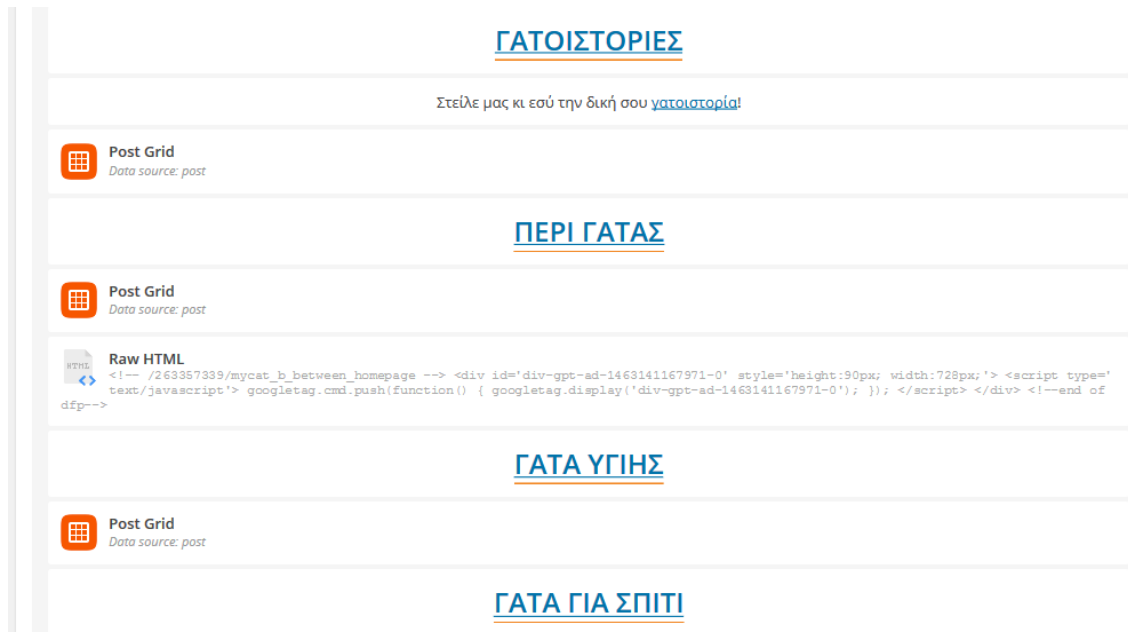 ΓΑΤΟΙΣΤΟΡΙΕΣ
Στείλε μας κι εσύ την δική σου γατοιστορία!
Post Grid
Data source: post
ΠΕΡΙ ΓΑΤΑΣ
Post Grid
Data source: post
HTML
Raw HTML
<!-- /263357339/mycat_b_between_homepage --> <div id='div-gpt-ad-1463141167971-0' style='height:90px; width:728px;'> <script type='
text/javascript'> googletag.cmd.push(function() { googletag.display('div-gpt-ad-1463141167971-0'); }); </script> </div> <!--end of
dfp-->
ΓΑΤΑ ΥΓΙΗΣ
Post Grid
Data source: post
ΓΑΤΑ ΓΙΑ ΣΠΙΤΙ